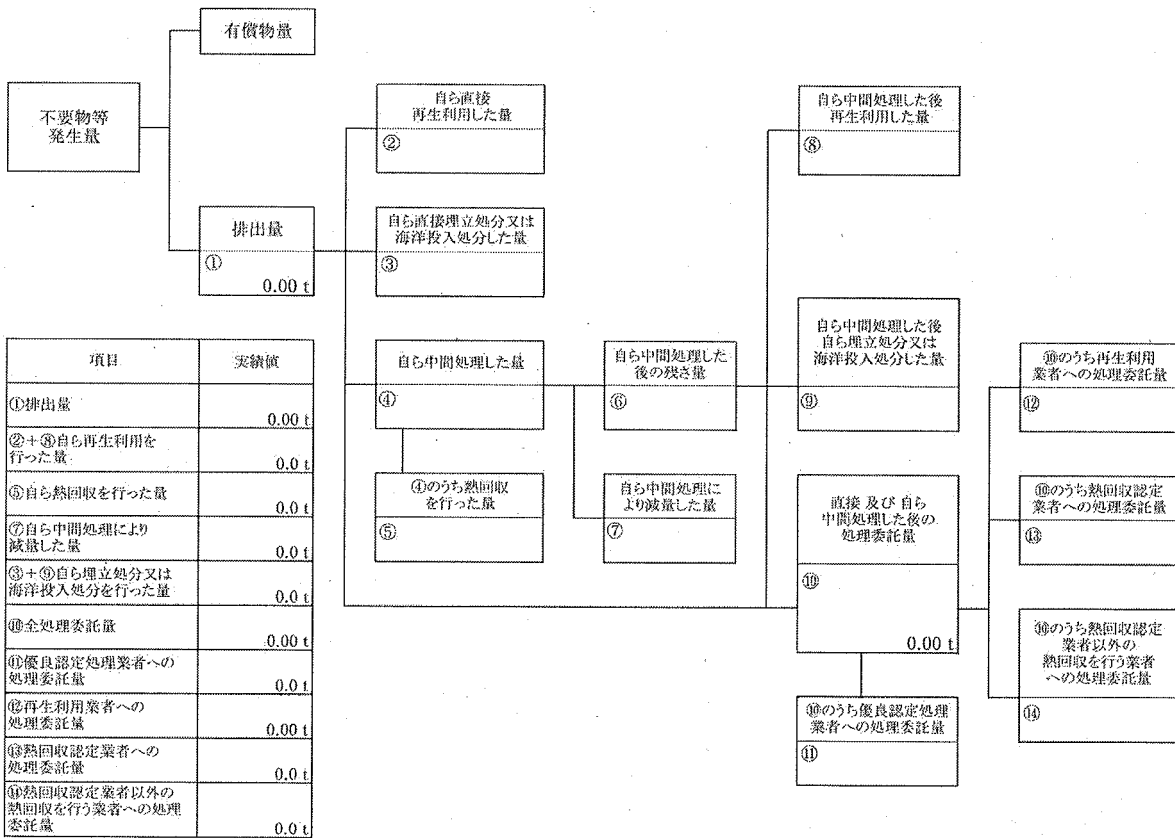 有償物量
不要物等
発生量
排出量
①
0.00 t
自ら直接
再生利用した量
②
自ら直接埋立処分又は
海洋投入処分した量
③
自ら中間処理した量
④
④のうち熱回収
を行った量
⑤
自ら中間処理した
後の残さ量
⑥
自ら中間処理に
より減量した量
⑦
自ら中間処理した後
再生利用した量
⑧
自ら中間処理した後
自ら埋立処分又は
海洋投入処分した量
⑨
直接 及び 自ら
中間処理した後の
処理委託量
⑩
0.00 t
⑩のうち優良認定処理
業者への処理委託量
⑪
⑩のうち再生利用
業者への処理委託量
⑫
⑩のうち熱回収認定
業者への処理委託量
⑬
⑩のうち熱回収認定
業者以外の
熱回収を行う業者
への処理委託量
⑭
項目 実績値
①排出量
0.00 t
②+⑧自ら再生利用を
行った量 0.0 t
⑤自ら熱回収を行った量
0.0 t
⑦自ら中間処理により
減量した量 0.0 t
③+⑨自ら埋立処分又は
海洋投入処分を行った量 0.0 t
⑩全処理委託量
0.00 t
⑪優良認定処理業者への
処理委託量 0.0 t
⑫再生利用業者への
処理委託量 0.00 t
⑬熱回収認定業者への
処理委託量 0.0 t
⑭熱回収認定業者以外の
熱回収を行う業者への処理
委託量 0.0 t